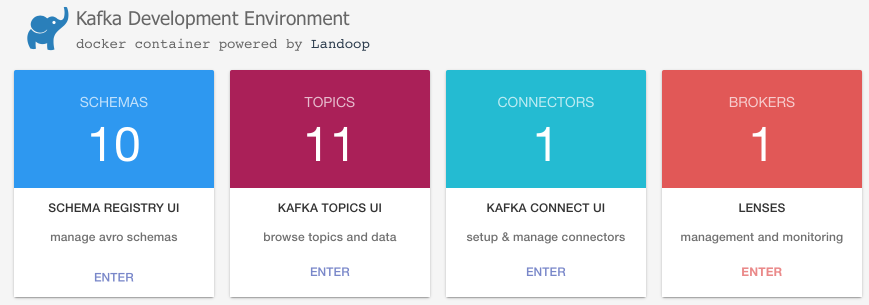 Kafka Development Environment
docker container powered by Landoop
SCHEMAS
10
SCHEMA REGISTRY UI
manage avro schemas
ENTER
TOPICS
11
KAFKA TOPICS UI
browse topics and data
ENTER
CONNECTORS
1
KAFKA CONNECT UI
setup & manage connectors
ENTER
BROKERS
1
LENSES
management and monitoring
ENTER